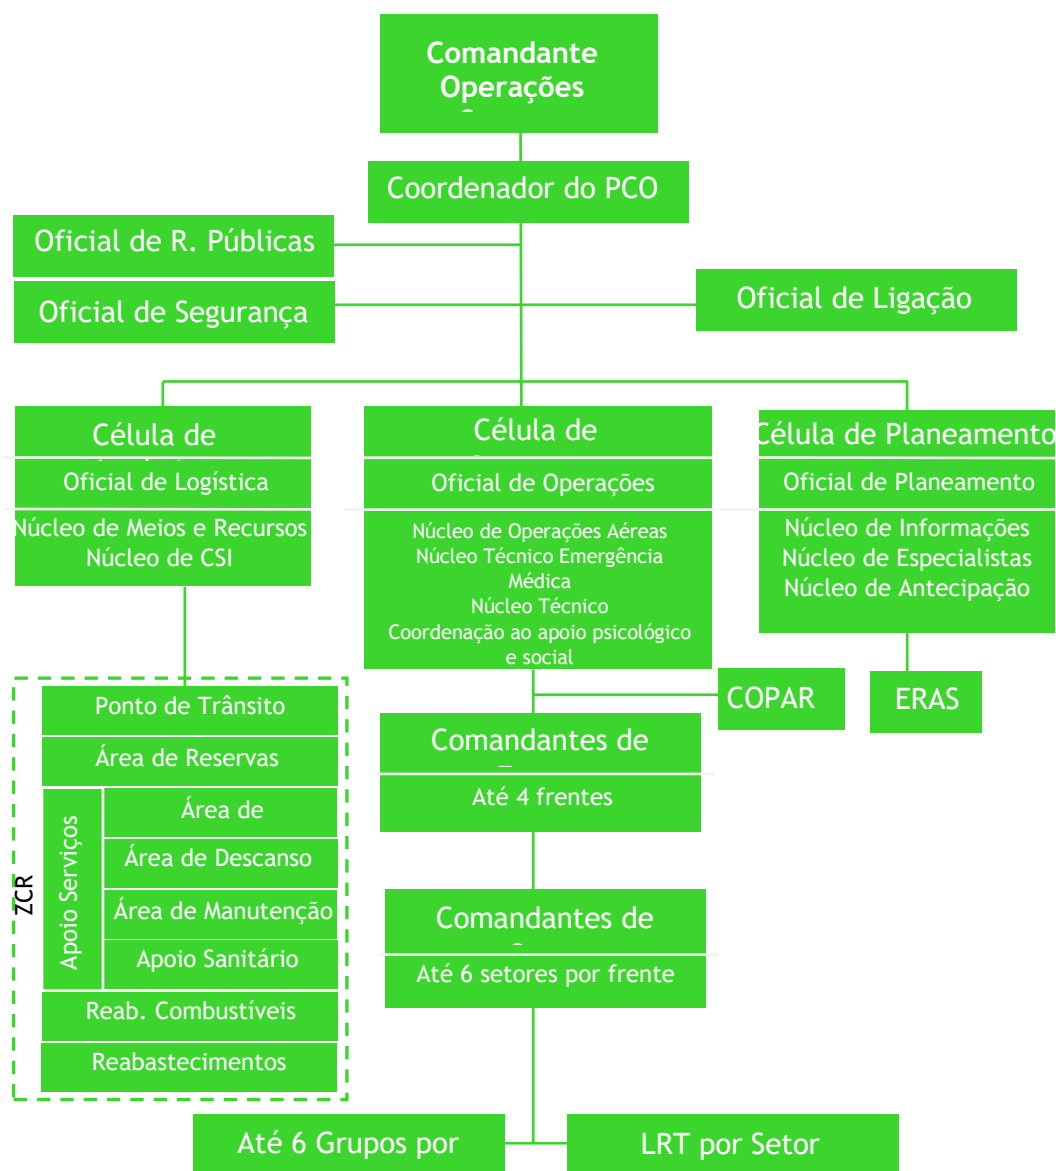 Comandante
Operações
Coordenador do PCO
Oficial de R. Públicas
Oficial de Segurança
Oficial de Ligação
Célula de
Oficial de Logística
Núcleo de Meios e Recursos
Núcleo de CSI
Célula de
Oficial de Operações
Núcleo de Operações Aéreas
Núcleo Técnico Emergência
Médica
Núcleo Técnico
Coordenação ao apoio psicológico
e social
Célula de Planeamento
Oficial de Planeamento
Núcleo de Informações
Núcleo de Especialistas
Núcleo de Antecipação
COPAR
ERAS
ZCR
Ponto de Trânsito
Área de Reservas
Apoio Serviços
Área de
Área de Descanso
Área de Manutenção
Apoio Sanitário
Reab. Combustíveis
Reabastecimentos
Comandantes de
Até 4 frentes
Comandantes de
Até 6 setores por frente
Até 6 Grupos por
LRT por Setor